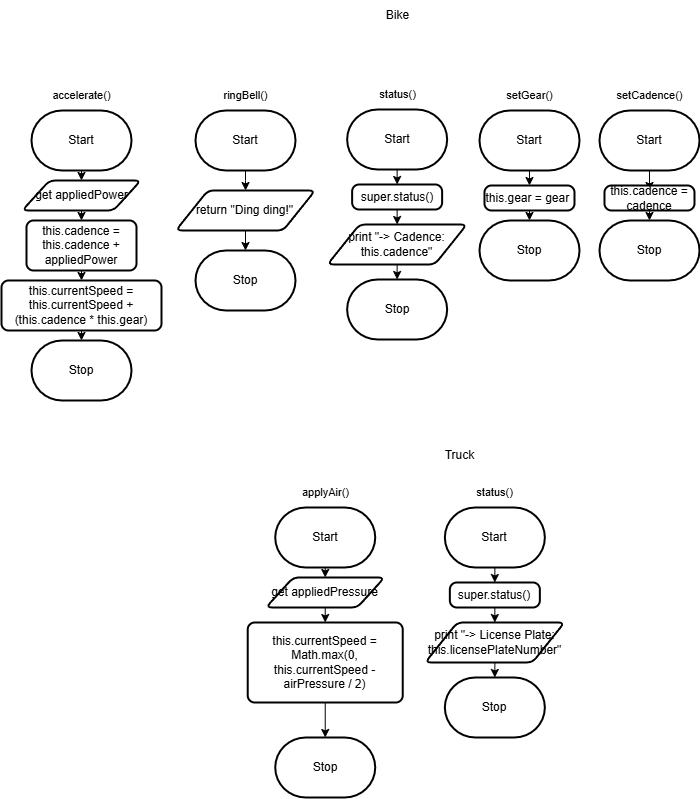 Bike
accelerate()
Start
get appliedPower
this.cadence =
this.cadence +
appliedPower
this.currentSpeed =
this.currentSpeed +
(this.cadence * this.gear)
Stop
ringBell()
Start
return "Ding ding!"
Stop
status()
Start
super.status()
print "-> Cadence:
this.cadence"
Stop
setGear()
Start
this.gear = gear
Stop
setCadence()
Start
this.cadence =
cadence
Stop
Truck
applyAir()
Start
get appliedPressure
this.currentSpeed =
Math.max(0,
this.currentSpeed -
airPressure / 2)
Stop
status()
Start
super.status()
print "-> License Plate:
this.licensePlateNumber"
Stop